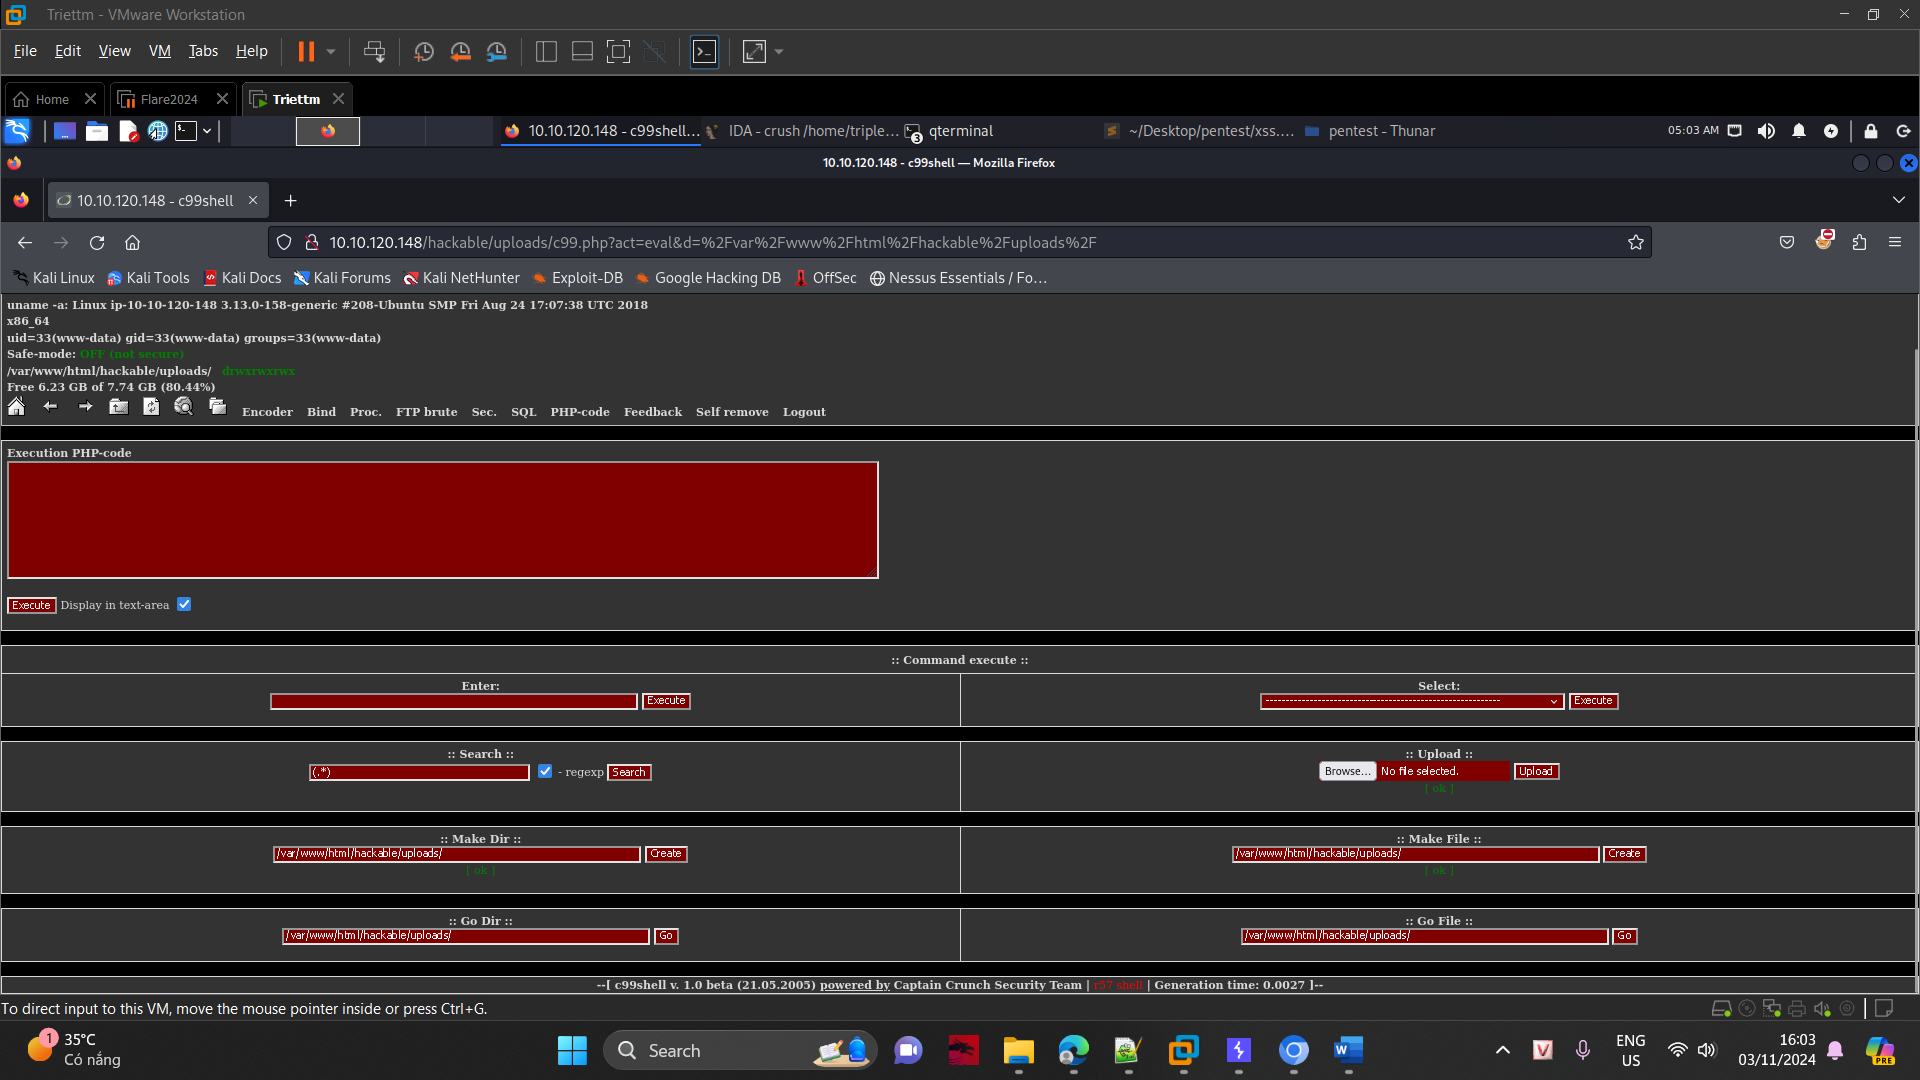 Triettm - VMware Workstation
File Edit View VM Tabs Help
Home Flare2024 Triettm
10.10.120.148 - c99shell... IDA - crush /home/triple... 3 qterminal ~/Desktop/pentest/xss.... pentest - Thunar 05:03 AM
10.10.120.148 - c99shell — Mozilla Firefox
10.10.120.148 - c99shell
10.10.120.148/hackable/uploads/c99.php?act=eval&d=%2Fvar%2Fwww%2Fhtml%2Fhackable%2Fuploads%2F
Kali Linux Kali Tools Kali Docs Kali Forums Kali NetHunter Exploit-DB Google Hacking DB OffSec Nessus Essentials / Fo...
uname -a: Linux ip-10-10-120-148 3.13.0-158-generic #208-Ubuntu SMP Fri Aug 24 17:07:38 UTC 2018
x86_64
uid=33(www-data) gid=33(www-data) groups=33(www-data)
Safe-mode: OFF (not secure)
/var/www/html/hackable/uploads/ drwxrwxrwx
Free 6.23 GB of 7.74 GB (80.44%)
Encoder Bind Proc. FTP brute Sec. SQL PHP-code Feedback Self remove Logout
Execution PHP-code
Execute Display in text-area
:: Command execute ::
Enter: Select:
Execute ------------------------------------------------------------ Execute
:: Search :: :: Upload ::
(.*) - regexp Search Browse... No file selected. Upload
[ ok ]
:: Make Dir :: :: Make File ::
/var/www/html/hackable/uploads/ Create /var/www/html/hackable/uploads/ Create
[ ok ] [ ok ]
:: Go Dir :: :: Go File ::
/var/www/html/hackable/uploads/ Go /var/www/html/hackable/uploads/ Go
--[ c99shell v. 1.0 beta (21.05.2005) powered by Captain Crunch Security Team | r57 shell | Generation time: 0.0027 ]--
To direct input to this VM, move the mouse pointer inside or press Ctrl+G.
1 35°C Search ENG 16:03
Có nắng US 03/11/2024 PRE